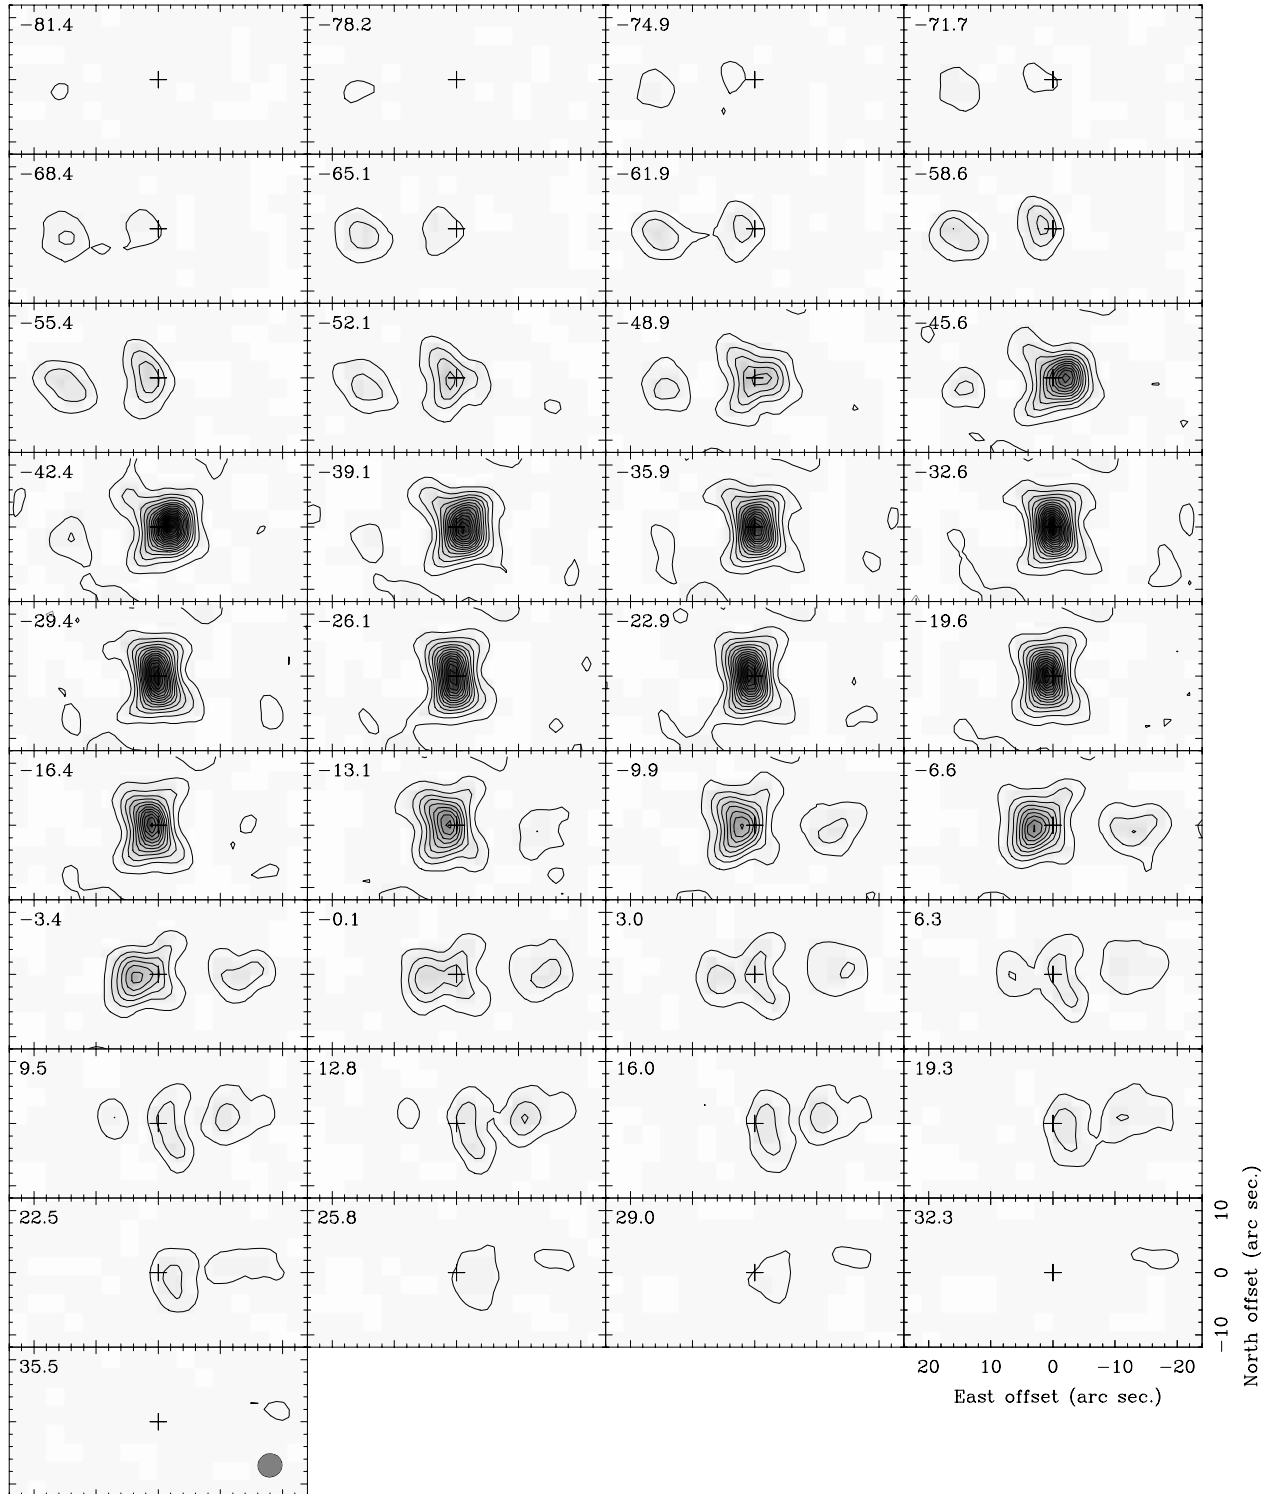 −81.4 −78.2 −74.9 −71.7
−68.4 −65.1 −61.9 −58.6
−55.4 −52.1 −48.9 −45.6
−42.4 −39.1 −35.9 −32.6
−29.4 −26.1 −22.9 −19.6
−16.4 −13.1 −9.9 −6.6
−3.4 −0.1 3.0 6.3
9.5 12.8 16.0 19.3
22.5 25.8 29.0 32.3
−10 0 10
North offset (arc sec.)
35.5
20 10 0 −10 −20
East offset (arc sec.)